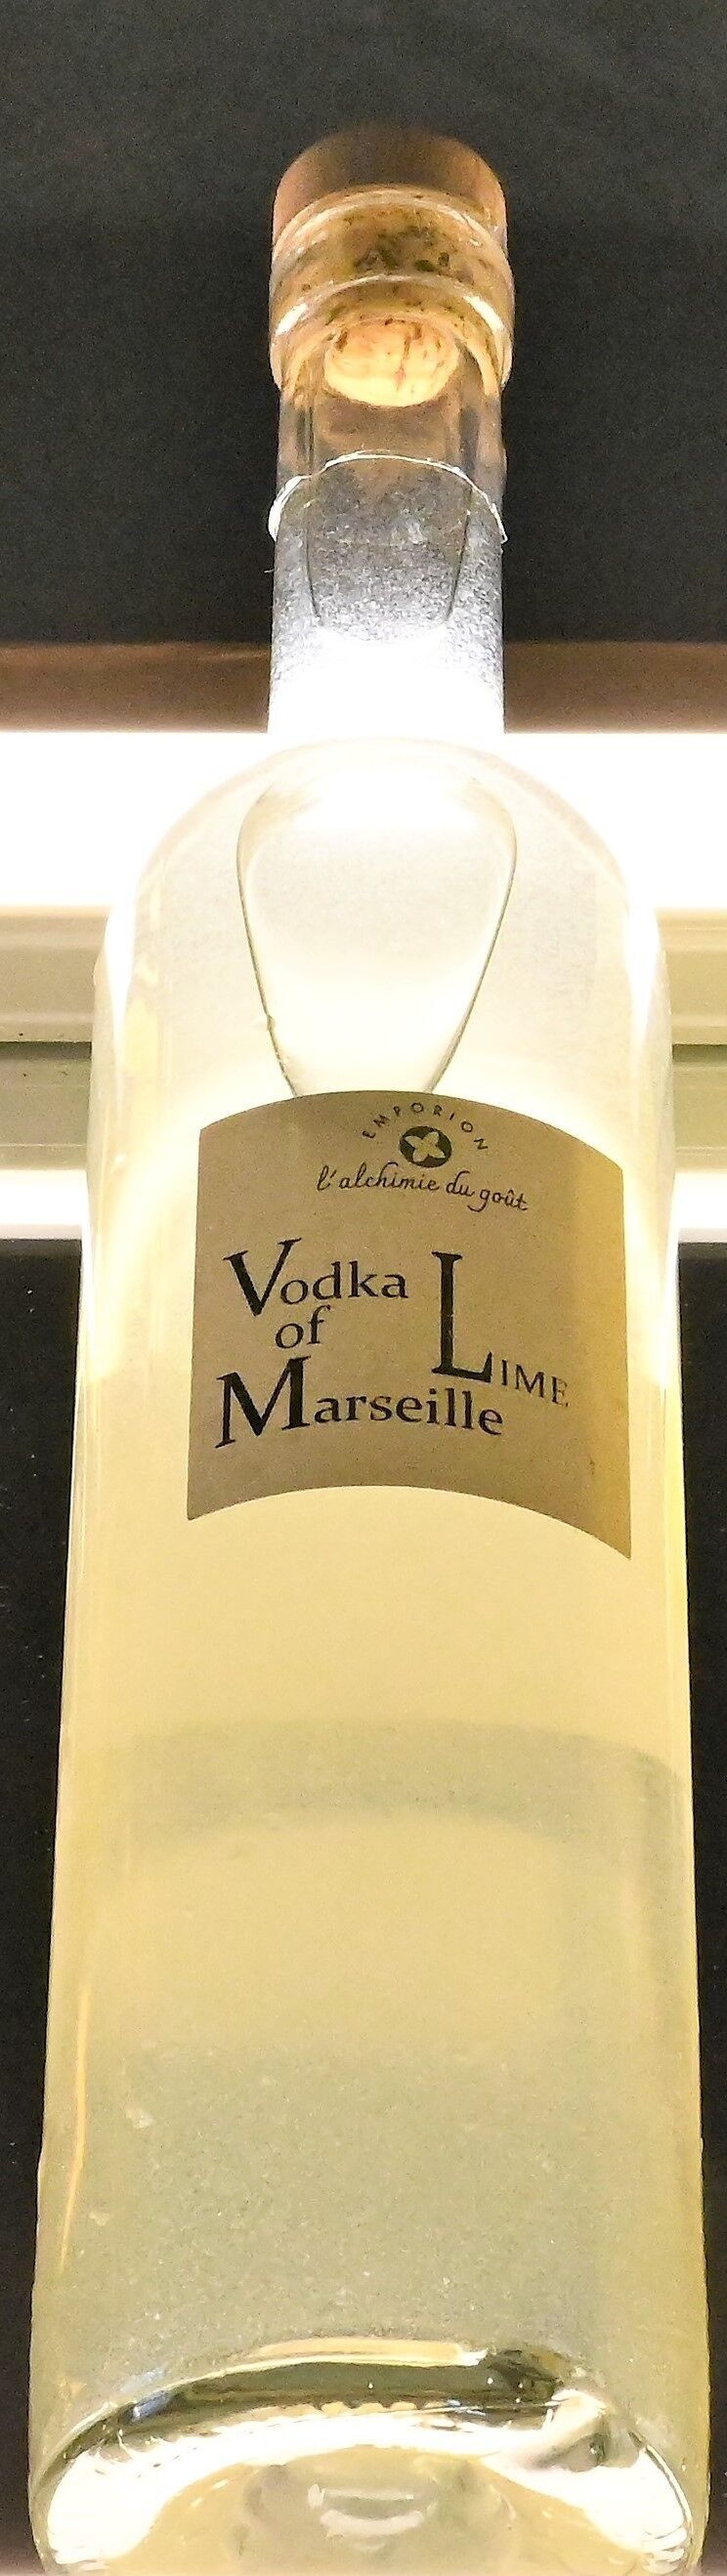 EMPORION
l'alchimie du goût
Vodka
of
Marseille
LIME